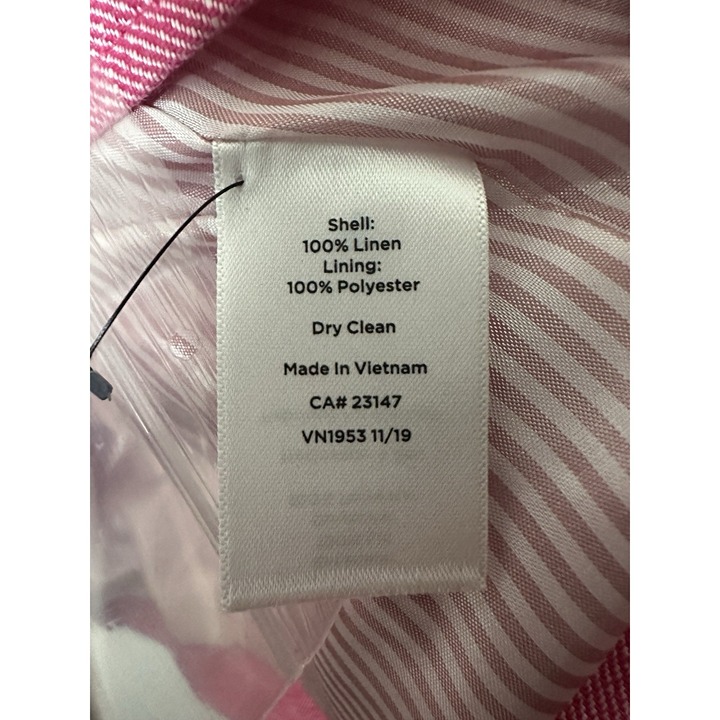 Shell:
100% Linen
Lining:
100% Polyester
Dry Clean
Made In Vietnam
CA# 23147
VN1953 11/19